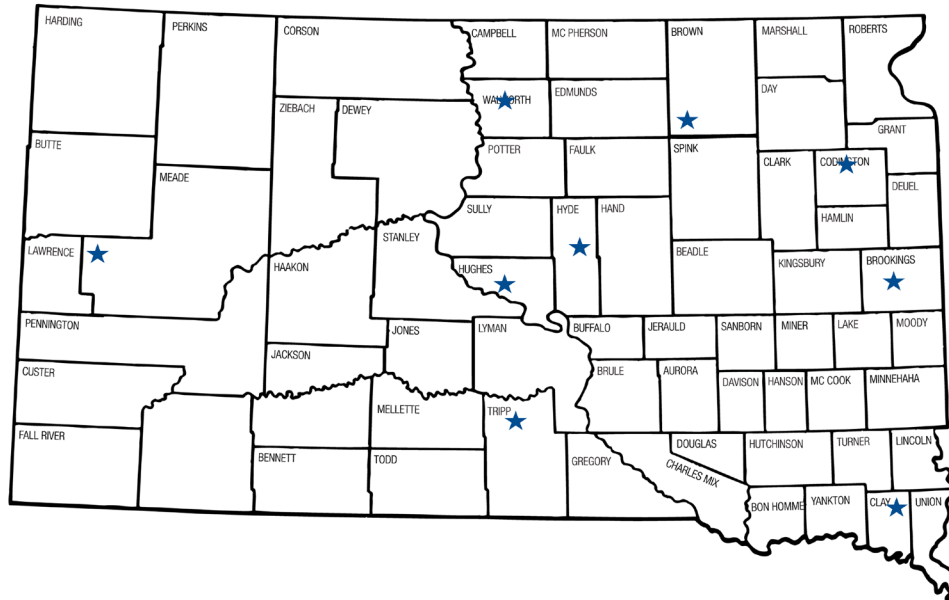 HARDING
PERKINS
CORSON
CAMPBELL
MC PHERSON
BROWN
MARSHALL
ROBERTS
ZIEBACH
DEWEY
WALWORTH
EDMUNDS
DAY
GRANT
BUTTE
MEADE
POTTER
FAULK
SPINK
CLARK
CODINGTON
DEUEL
SULLY
HYDE
HAND
HAMLIN
LAWRENCE
HAAKON
STANLEY
HUGHES
BEADLE
KINGSBURY
BROOKINGS
PENNINGTON
JACKSON
JONES
LYMAN
BUFFALO
JERAULD
SANBORN
MINER
LAKE
MOODY
CUSTER
BRULE
AURORA
DAVISON
HANSON
MC COOK
MINNEHAHA
FALL RIVER
MELLETTE
TRIPP
BENNETT
TODD
GREGORY
CHARLES MIX
DOUGLAS
HUTCHINSON
TURNER
LINCOLN
BON HOMME
YANKTON
CLAY
UNION